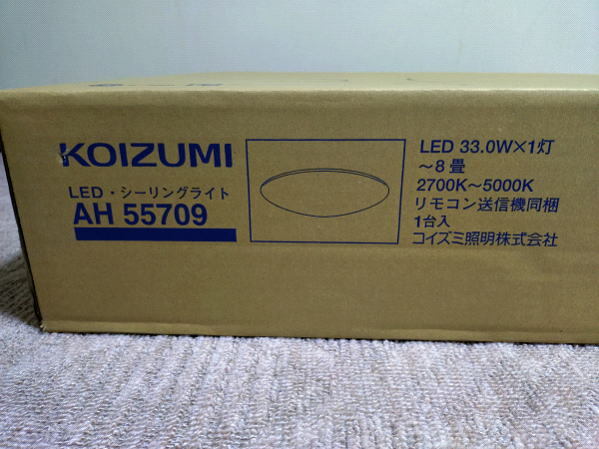 KOIZUMI
LED・シーリングライト
AH 55709
LED 33.0W×1灯
～8畳
2700K～5000K
リモコン送信機同梱
1台入
コイズミ照明株式会社